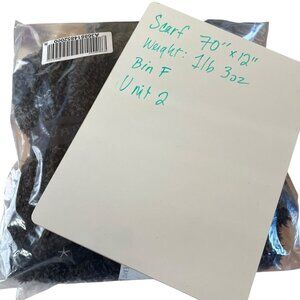 Scarf 70" x 12"
Weight: 1lb 3oz
Bin F
Unit 2